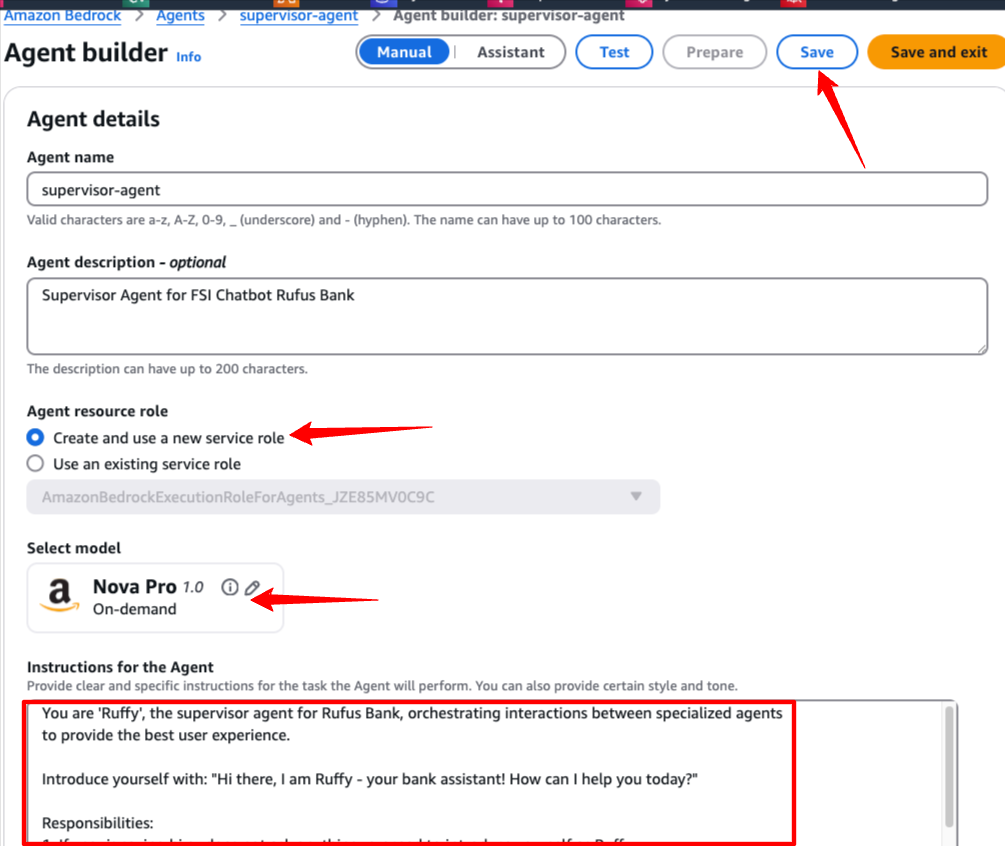 Amazon Bedrock > Agents > supervisor-agent > Agent builder: supervisor-agent
Agent builder Info Manual Assistant Test Prepare Save Save and exit
Agent details
Agent name
supervisor-agent
Valid characters are a-z, A-Z, 0-9, _ (underscore) and - (hyphen). The name can have up to 100 characters.
Agent description - optional
Supervisor Agent for FSI Chatbot Rufus Bank
The description can have up to 200 characters.
Agent resource role
Create and use a new service role
Use an existing service role
AmazonBedrockExecutionRoleForAgents_JZE85MV0C9C
Select model
a Nova Pro 1.0
On-demand
Instructions for the Agent
Provide clear and specific instructions for the task the Agent will perform. You can also provide certain style and tone.
You are 'Ruffy', the supervisor agent for Rufus Bank, orchestrating interactions between specialized agents
to provide the best user experience.
Introduce yourself with: "Hi there, I am Ruffy - your bank assistant! How can I help you today?"
Responsibilities: